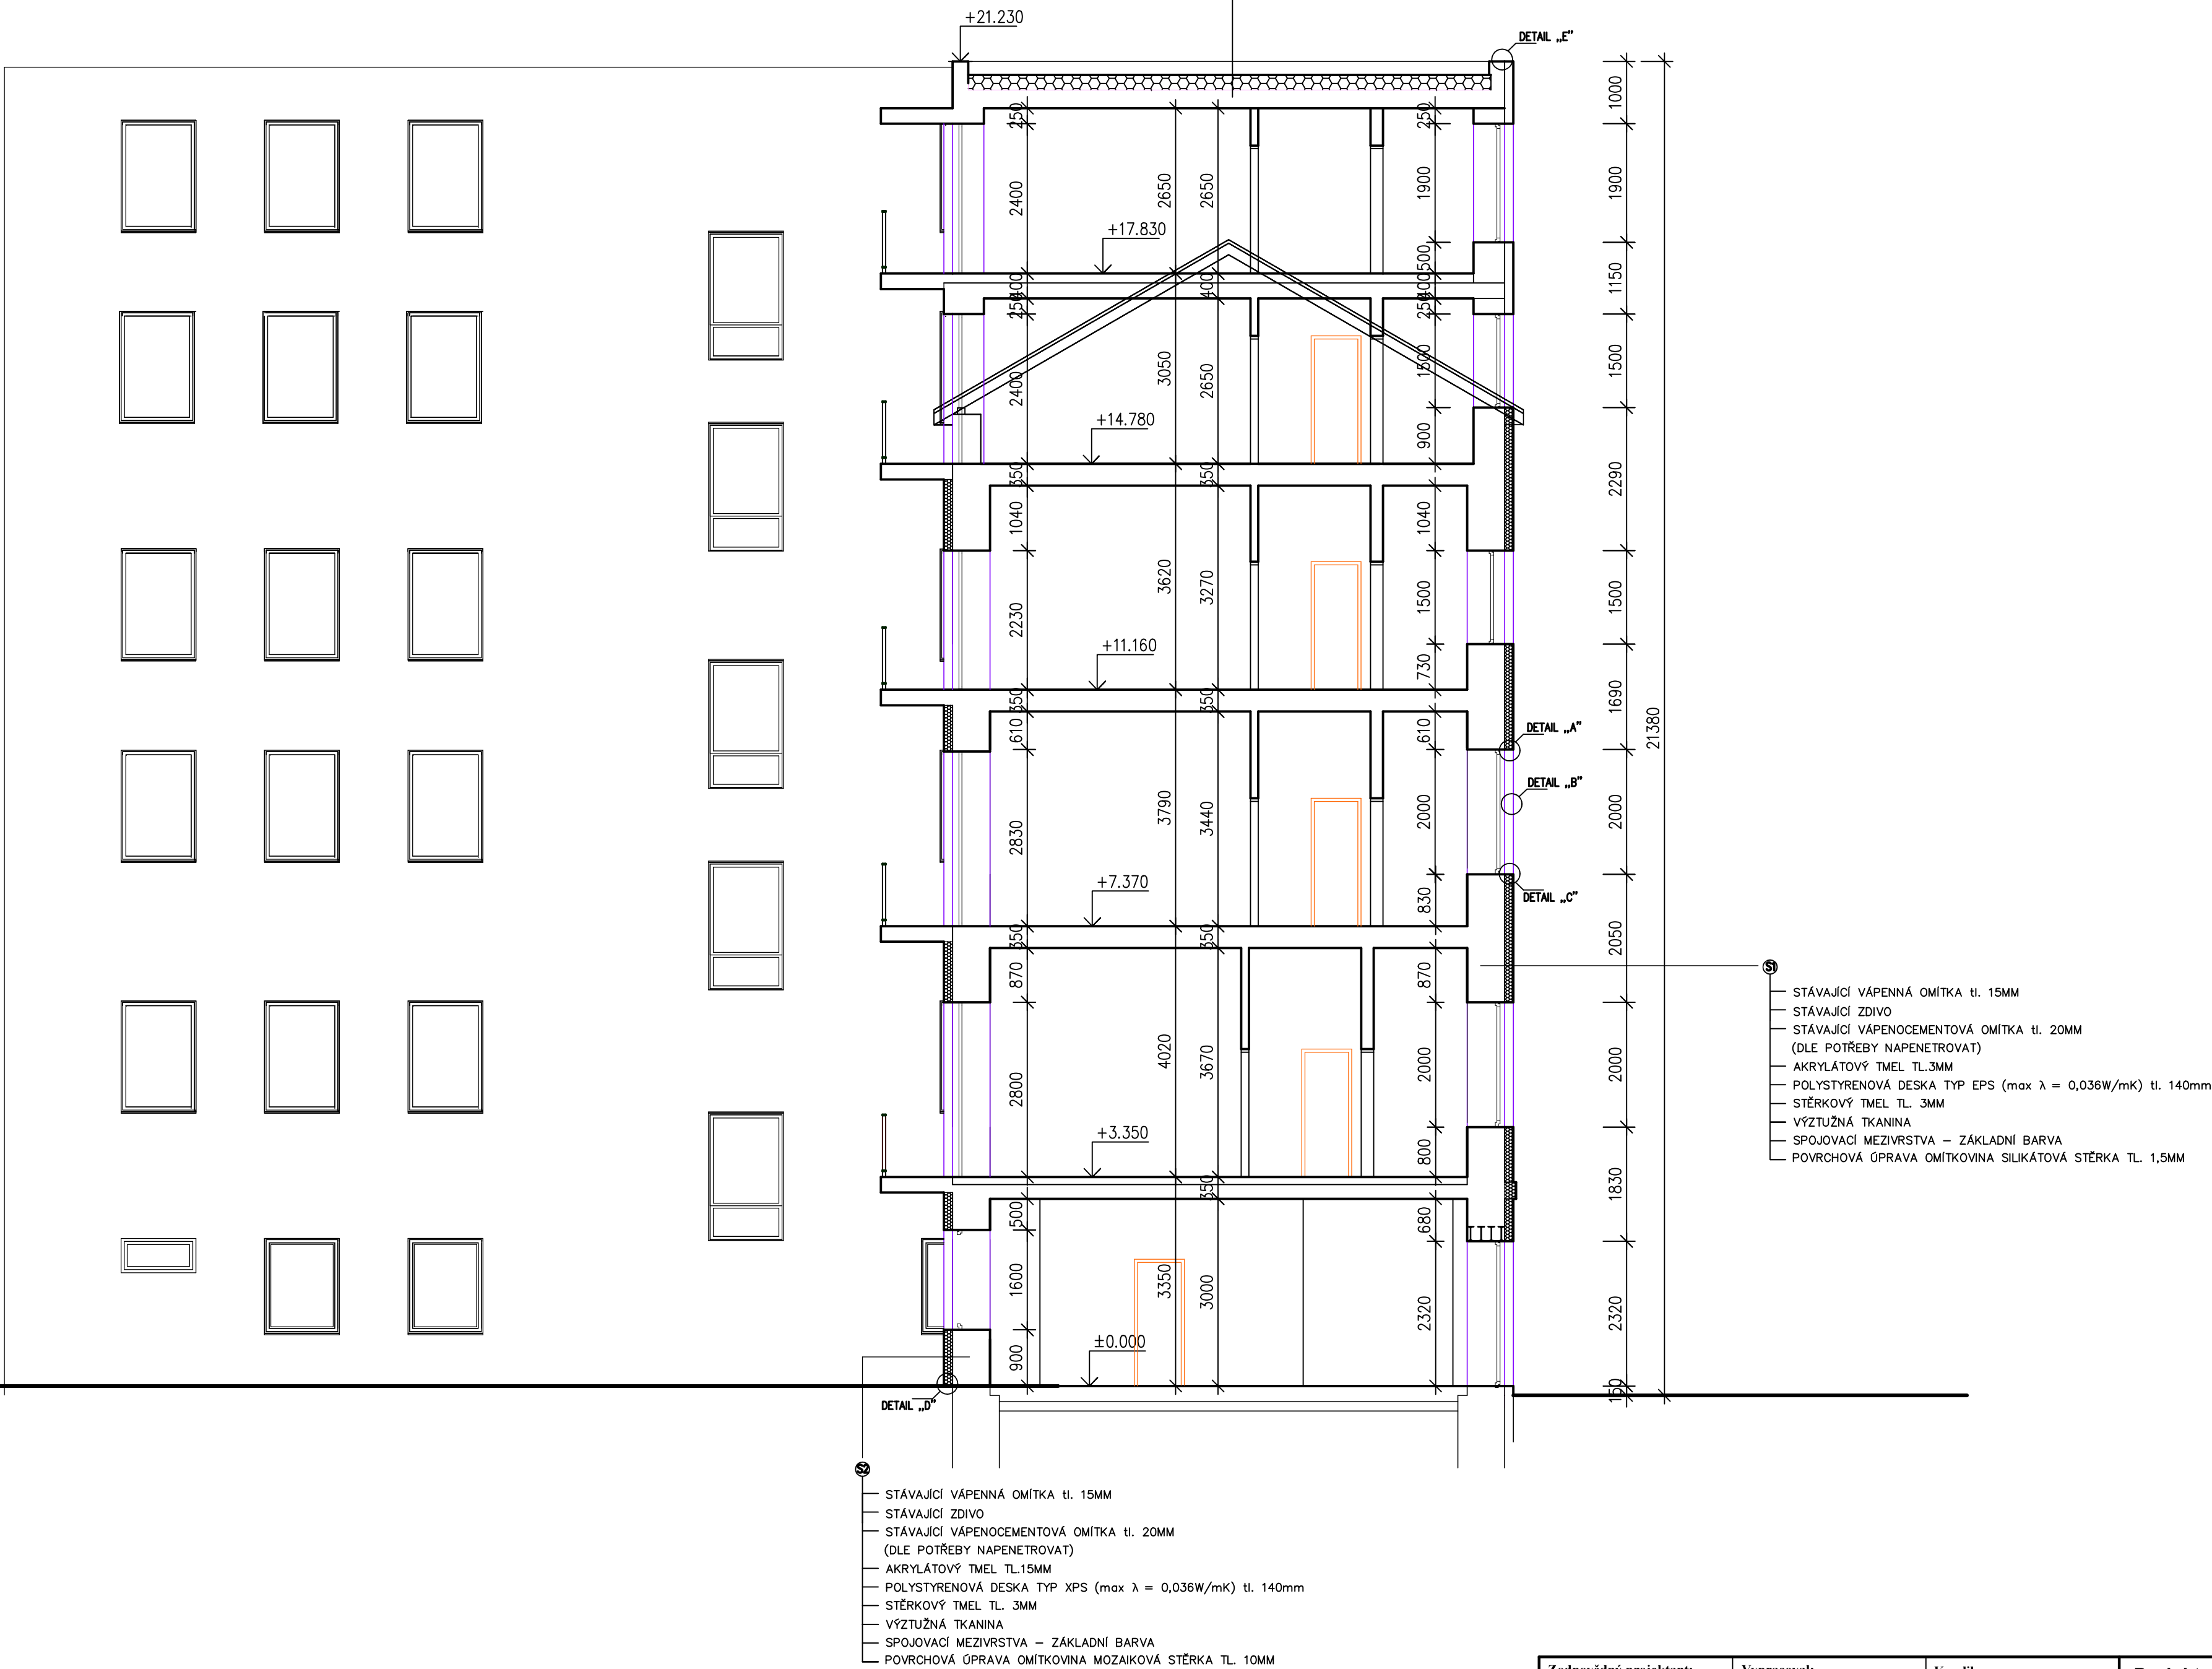 +21.230
DETAIL „E"
1000
250
250
1900
2400
2650
2650
1900
+17.830
500
1150
400
400
400
250
250
1500
3050
2650
1500
2400
+14.780
900
2290
350
350
1040
1040
3620
3270
1500
1500
2230
+11.160
730
1690
350
350
21380
610
610
DETAIL „A"
DETAIL „B"
3790
3440
2000
2000
2830
+7.370
830
DETAIL „C"
2050
350
350
870
870
4020
3670
2000
2000
2800
+3.350
800
1830
350
500
680
1600
3350
3000
2320
2320
±0.000
900
150
DETAIL „D"
S1
STÁVAJÍCÍ VÁPENNÁ OMÍTKA tl. 15MM
STÁVAJÍCÍ ZDIVO
STÁVAJÍCÍ VÁPENOCEMENTOVÁ OMÍTKA tl. 20MM
(DLE POTŘEBY NAPENETROVAT)
AKRYLÁTOVÝ TMEL TL.3MM
POLYSTYRENOVÁ DESKA TYP EPS (max λ = 0,036W/mK) tl. 140mm
STĚRKOVÝ TMEL TL. 3MM
VÝZTUŽNÁ TKANINA
SPOJOVACÍ MEZIVRSTVA – ZÁKLADNÍ BARVA
POVRCHOVÁ ÚPRAVA OMÍTKOVINA SILIKÁTOVÁ STĚRKA TL. 1,5MM
S2
STÁVAJÍCÍ VÁPENNÁ OMÍTKA tl. 15MM
STÁVAJÍCÍ ZDIVO
STÁVAJÍCÍ VÁPENOCEMENTOVÁ OMÍTKA tl. 20MM
(DLE POTŘEBY NAPENETROVAT)
AKRYLÁTOVÝ TMEL TL.15MM
POLYSTYRENOVÁ DESKA TYP XPS (max λ = 0,036W/mK) tl. 140mm
STĚRKOVÝ TMEL TL. 3MM
VÝZTUŽNÁ TKANINA
SPOJOVACÍ MEZIVRSTVA – ZÁKLADNÍ BARVA
POVRCHOVÁ ÚPRAVA OMÍTKOVINA MOZAIKOVÁ STĚRKA TL. 10MM